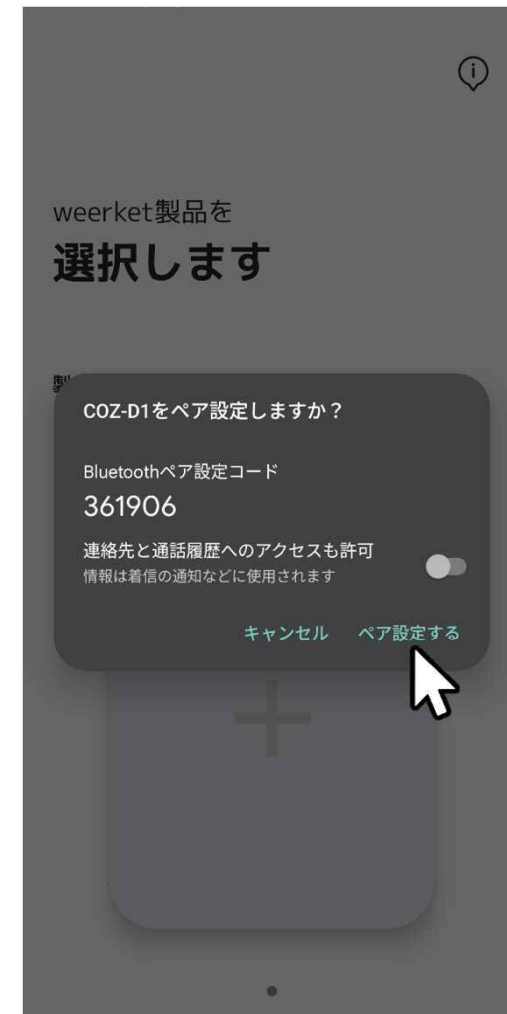 weerket製品を
選択します
製
COZ-D1をペア設定しますか？
Bluetoothペア設定コード
361906
連絡先と通話履歴へのアクセスも許可
情報は着信の通知などに使用されます
キャンセル ペア設定する